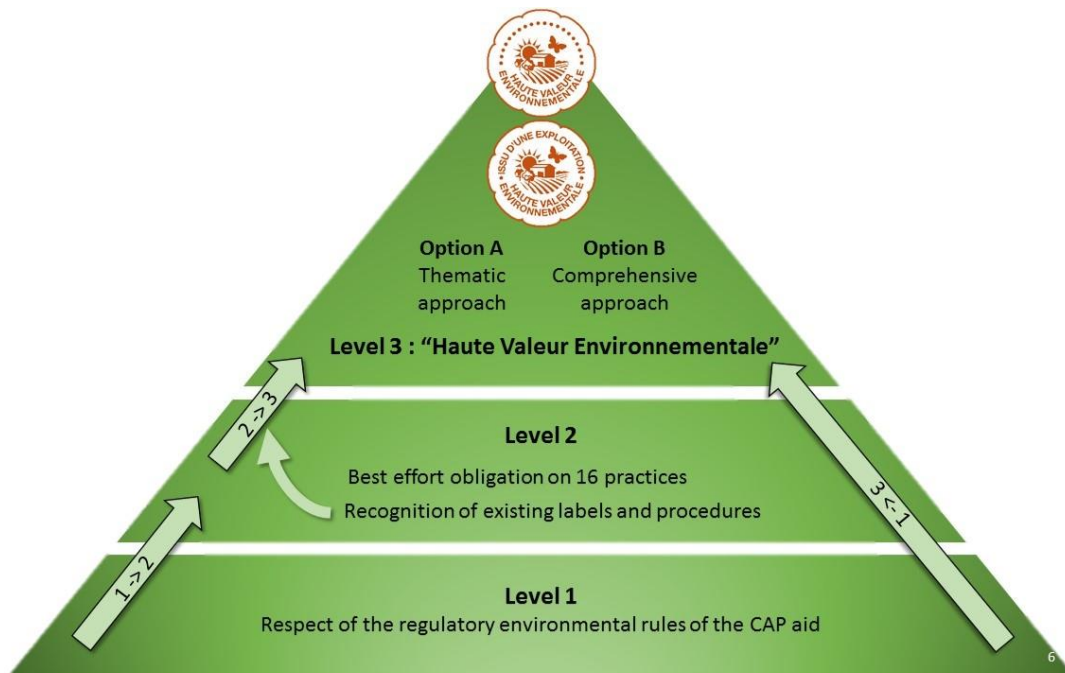 HAUTE VALEUR
ENVIRONNEMENTALE
•ISSU D'UNE EXPLOITATION•
HAUTE VALEUR
ENVIRONNEMENTALE
Option A
Thematic
approach
Option B
Comprehensive
approach
Level 3 : “Haute Valeur Environnementale”
2 -> 3
Level 2
Best effort obligation on 16 practices
Recognition of existing labels and procedures
3 <- 1
1 -> 2
Level 1
Respect of the regulatory environmental rules of the CAP aid
6